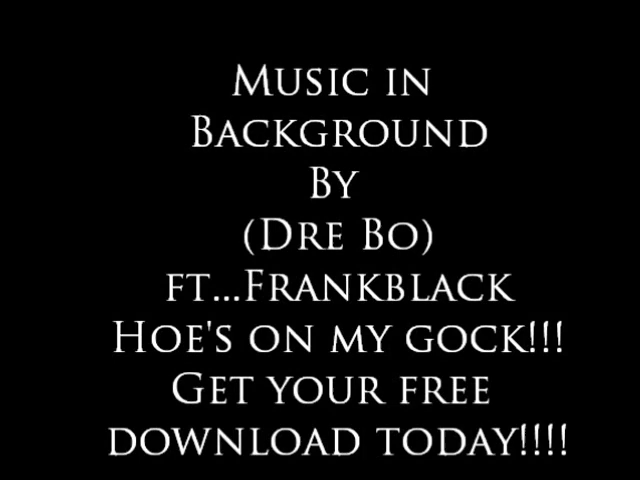 Music in
Background
By
(Dre Bo)
ft...Frankblack
Hoe's on my gock!!!
Get your free
download today!!!!